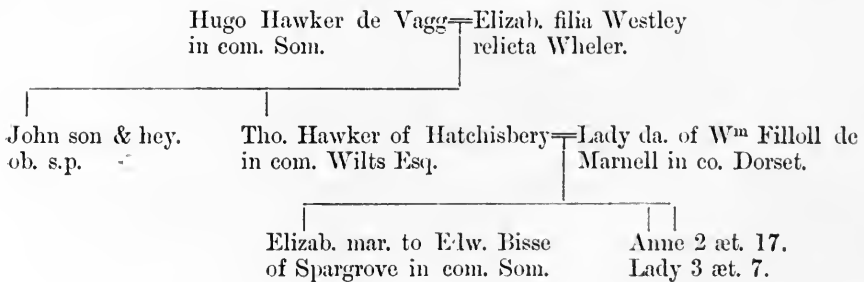 Hugo Hawker de Vagg=Elizab. filia Westley
in com. Som. relicta Wheler.
John son & hey. Tho. Hawker of Hatchisbery=Lady da. of Wm Filloll de
ob. s.p. in com. Wilts Esq. Marnell in co. Dorset.
Elizab. mar. to Edw. Bisse Anne 2 æt. 17.
of Spargrove in com. Som. Lady 3 æt. 7.